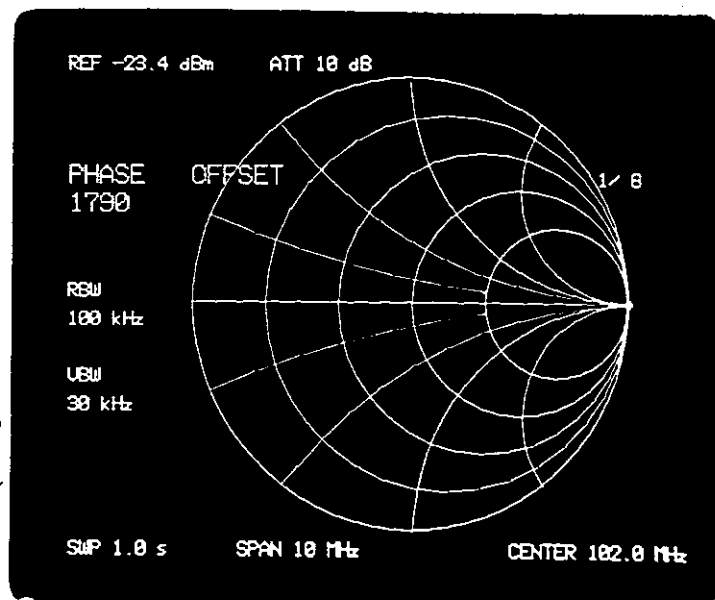 REF -23.4 dBm ATT 10 dB
PHASE OFFSET
1790
1/ 8
RBW
100 kHz
VBW
30 kHz
SWP 1.0 s SPAN 10 MHz CENTER 102.0 MHz